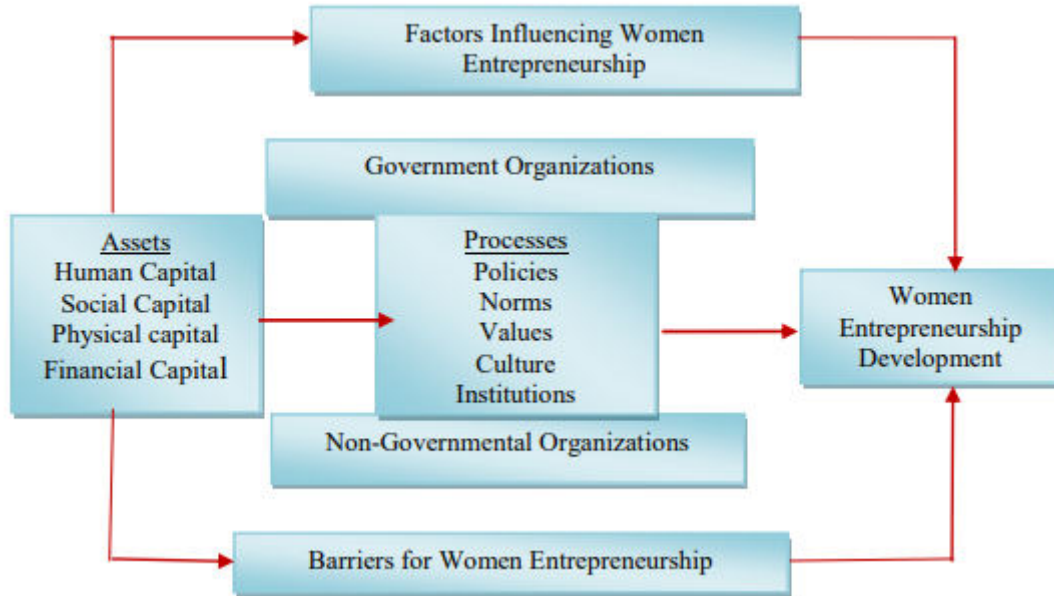 Factors Influencing Women
Entrepreneurship
Government Organizations
Assets
Human Capital
Social Capital
Physical capital
Financial Capital
Processes
Policies
Norms
Values
Culture
Institutions
Women
Entrepreneurship
Development
Non-Governmental Organizations
Barriers for Women Entrepreneurship